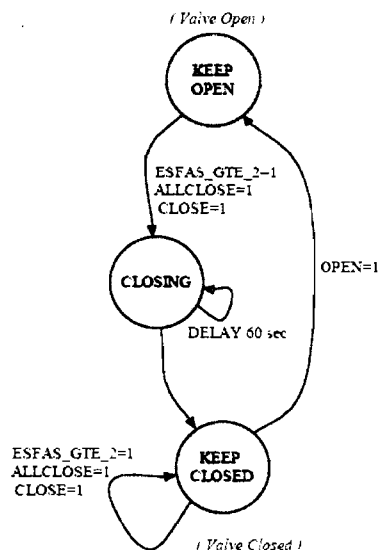 ( Valve Open )
KEEP
OPEN
ESFAS_GTE_2=1
ALLCLOSE=1
CLOSE=1
OPEN=1
CLOSING
DELAY 60 sec
ESFAS_GTE_2=1
ALLCLOSE=1
CLOSE=1
KEEP
CLOSED
( Valve Closed )